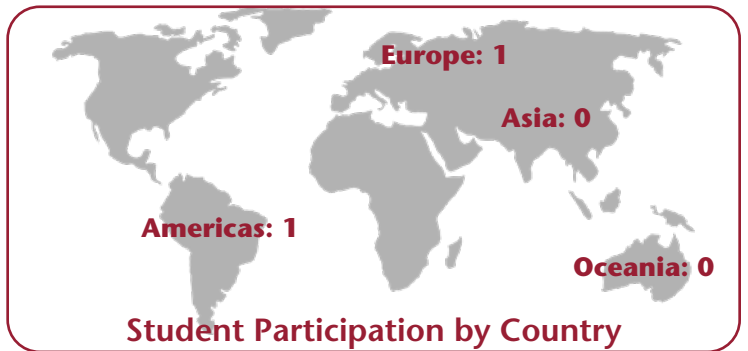 Europe: 1
Asia: 0
Americas: 1
Oceania: 0
Student Participation by Country